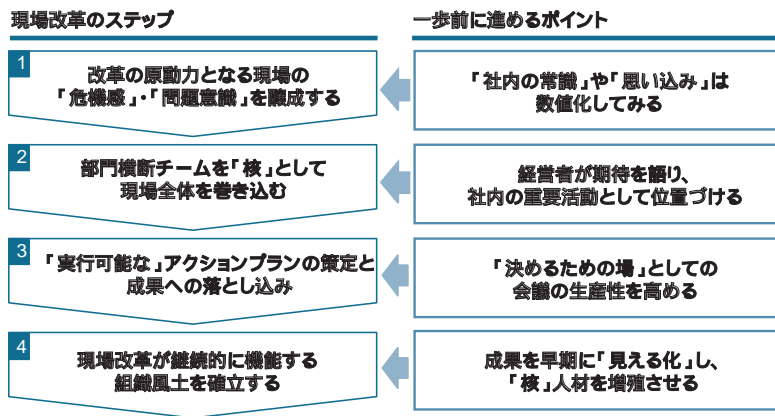 現場改革のステップ
一歩前に進めるポイント
1
改革の原動力となる現場の
「危機感」・「問題意識」を醸成する
「社内の常識」や「思い込み」は
数値化してみる
2
部門横断チームを「核」として
現場全体を巻き込む
経営者が期待を語り、
社内の重要活動として位置づける
3
「実行可能な」アクションプランの策定と
成果への落とし込み
「決めるための場」としての
会議の生産性を高める
4
現場改革が継続的に機能する
組織風土を確立する
成果を早期に「見える化」し、
「核」人材を増殖させる